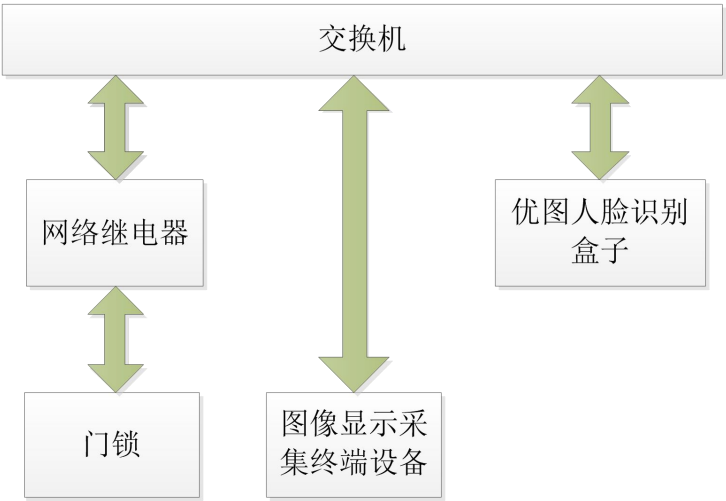 交换机
网络继电器
优图人脸识别
盒子
门锁
图像显示采
集终端设备